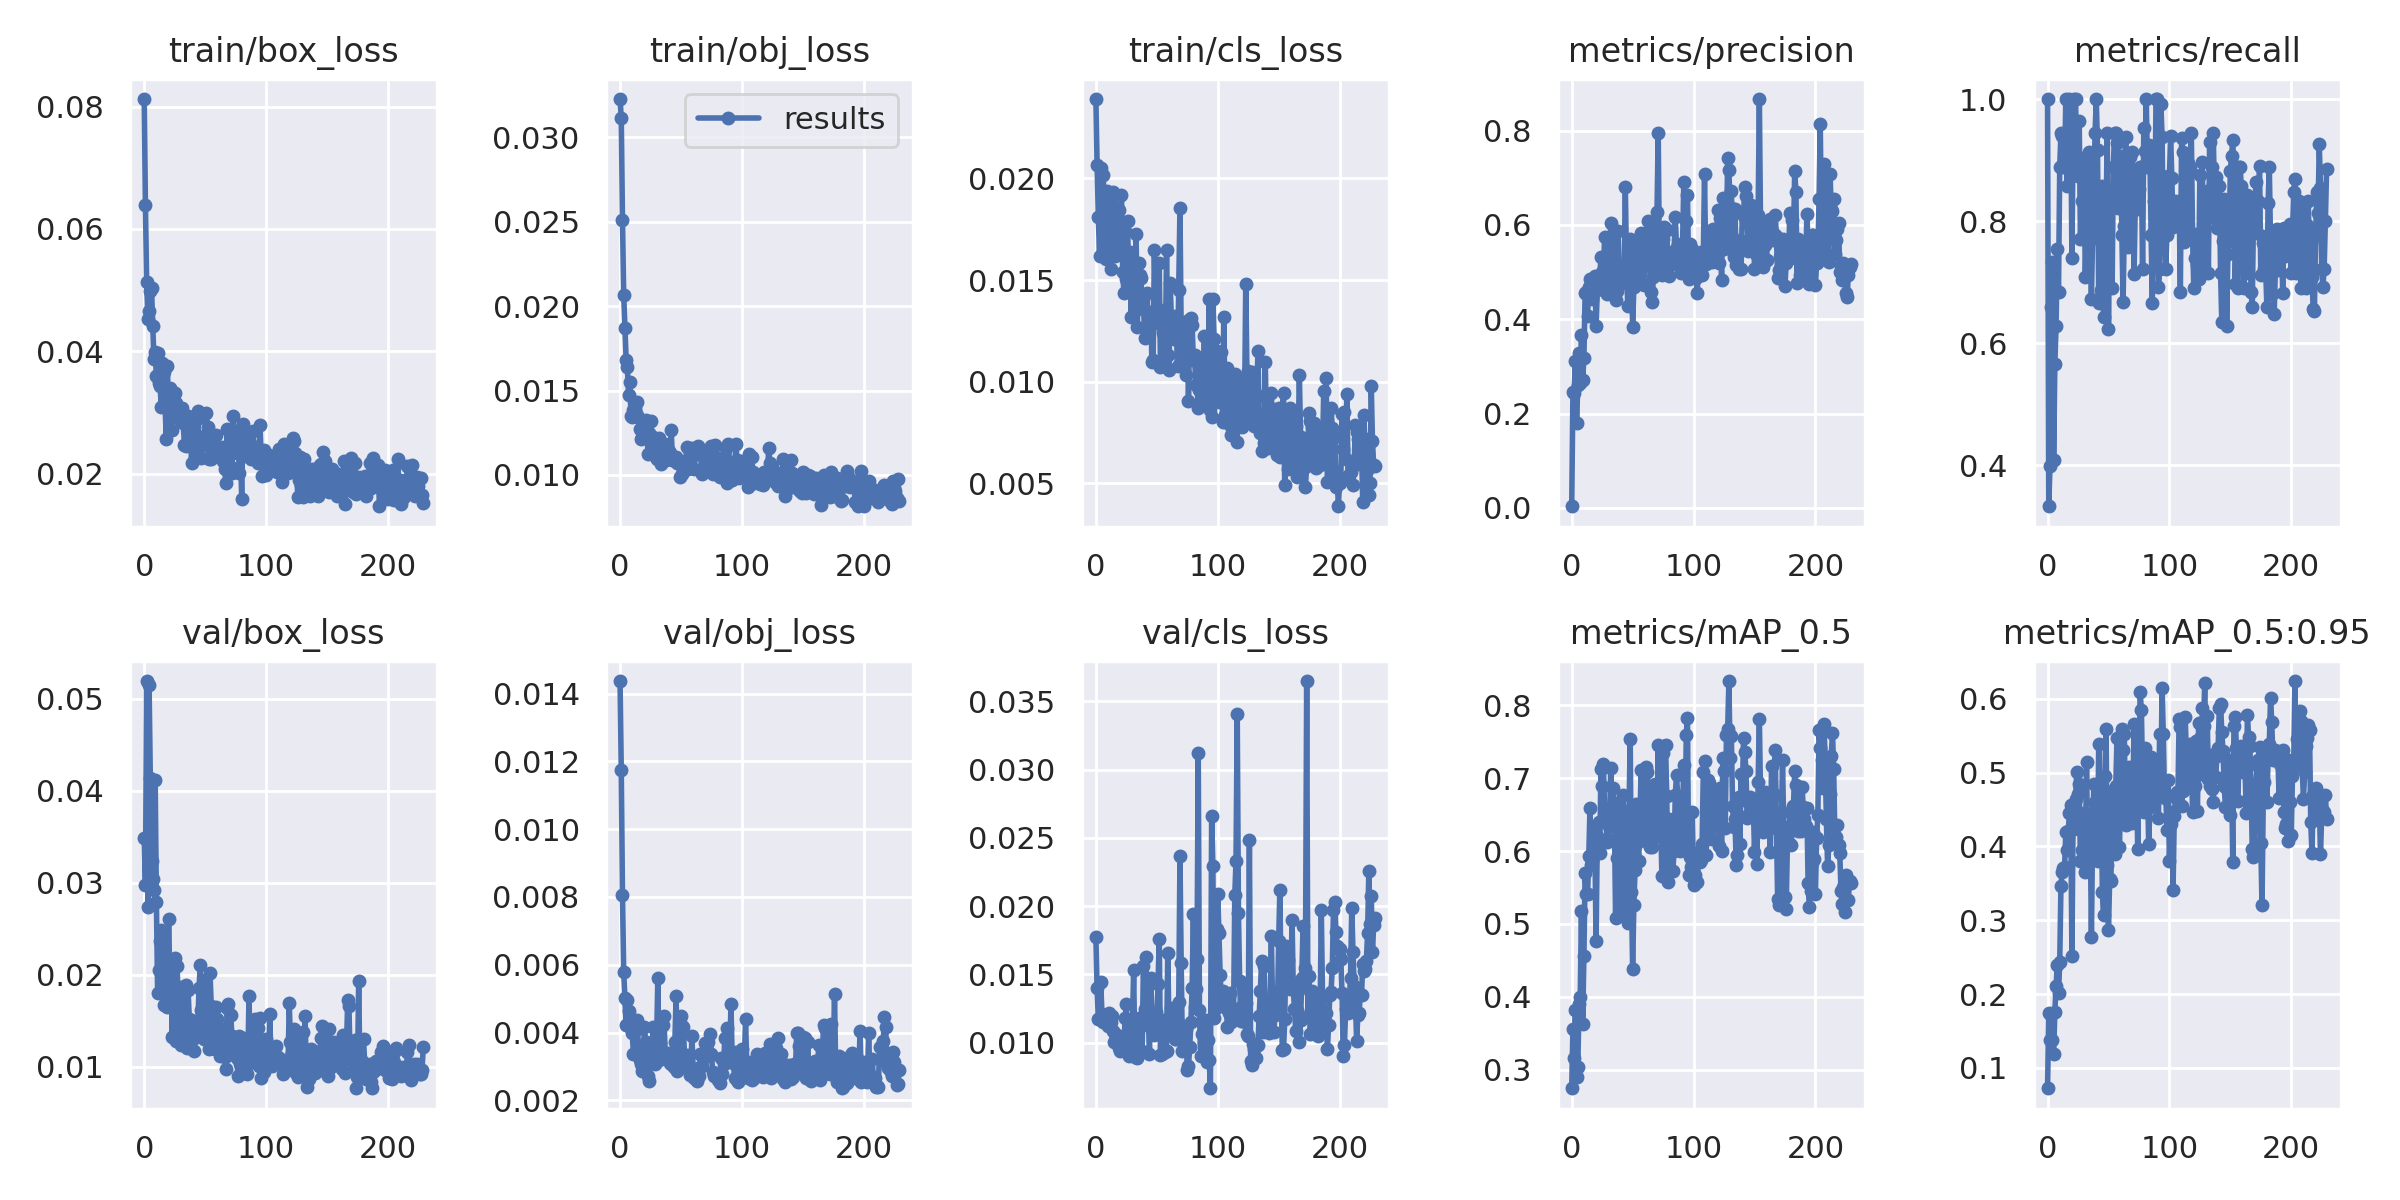 train/box_loss
0.08
0.06
0.04
0.02
0 100 200
train/obj_loss
results
0.030
0.025
0.020
0.015
0.010
0 100 200
train/cls_loss
0.020
0.015
0.010
0.005
0 100 200
metrics/precision
0.8
0.6
0.4
0.2
0.0
0 100 200
metrics/recall
1.0
0.8
0.6
0.4
0 100 200
val/box_loss
0.05
0.04
0.03
0.02
0.01
0 100 200
val/obj_loss
0.014
0.012
0.010
0.008
0.006
0.004
0.002
0 100 200
val/cls_loss
0.035
0.030
0.025
0.020
0.015
0.010
0 100 200
metrics/mAP_0.5
0.8
0.7
0.6
0.5
0.4
0.3
0 100 200
metrics/mAP_0.5:0.95
0.6
0.5
0.4
0.3
0.2
0.1
0 100 200